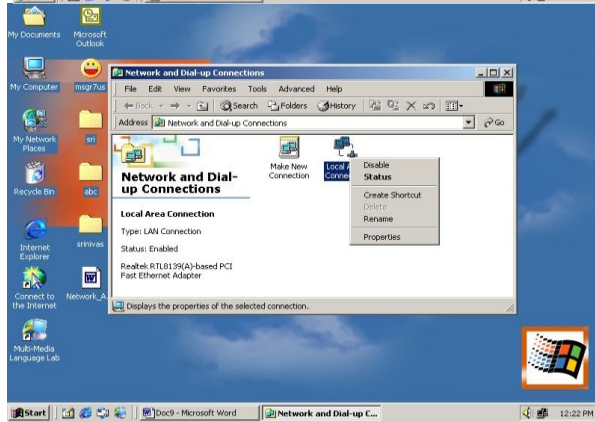 My Documents
Microsoft Outlook
My Computer
msgr7us
My Network Places
sri
Recycle Bin
abc
Internet Explorer
srinivas
Connect to the Internet
Network_A
Multi-Media Language Lab
Network and Dial-up Connections
File Edit View Favorites Tools Advanced Help
Back Search Folders History
Address Network and Dial-up Connections Go
Network and Dial-up Connections
Make New Connection
Local Area Connection
Type: LAN Connection
Status: Enabled
Realtek RTL8139(A)-based PCI Fast Ethernet Adapter
Disable
Status
Create Shortcut
Delete
Rename
Properties
Displays the properties of the selected connection.
Start Doc9 - Microsoft Word Network and Dial-up C... 12:22 PM